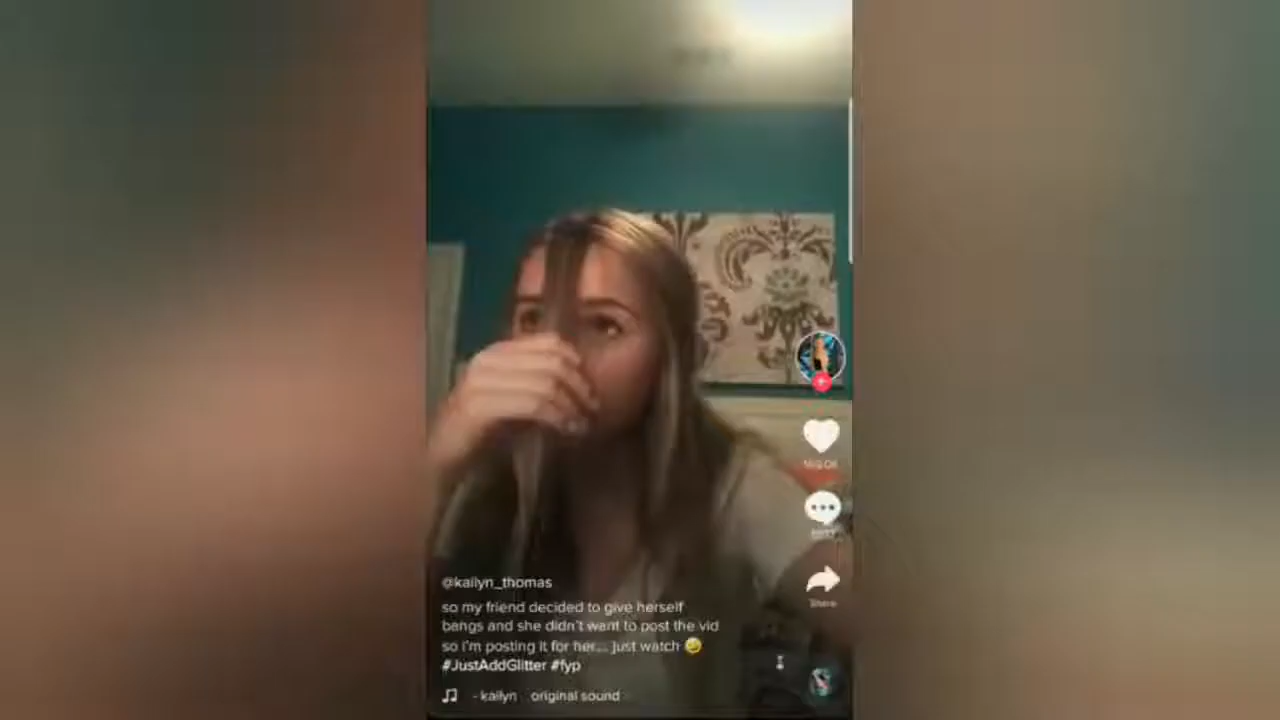 @kailyn_thomas
so my friend decided to give herself
bangs and she didn't want to post the vid
so i'm posting it for her... just watch 🤣
#JustAddGlitter #fyp
- kailyn original sound
Share